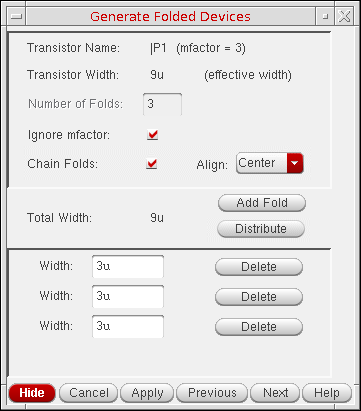 Generate Folded Devices
Transistor Name: |P1 (mfactor = 3)
Transistor Width: 9u (effective width)
Number of Folds: 3
Ignore mfactor:
Chain Folds: Align: Center
Add Fold
Total Width: 9u
Distribute
Width: 3u Delete
Width: 3u Delete
Width: 3u Delete
Hide Cancel Apply Previous Next Help